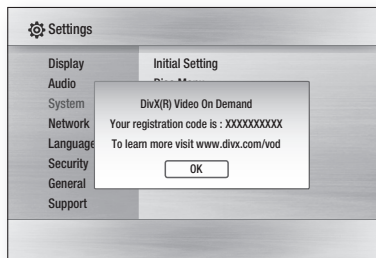 Settings
Display
Initial Setting
Audio
System
Network
Language
Security
General
Support
DivX(R) Video On Demand
Your registration code is : XXXXXXXXXX
To learn more visit www.divx.com/vod
OK